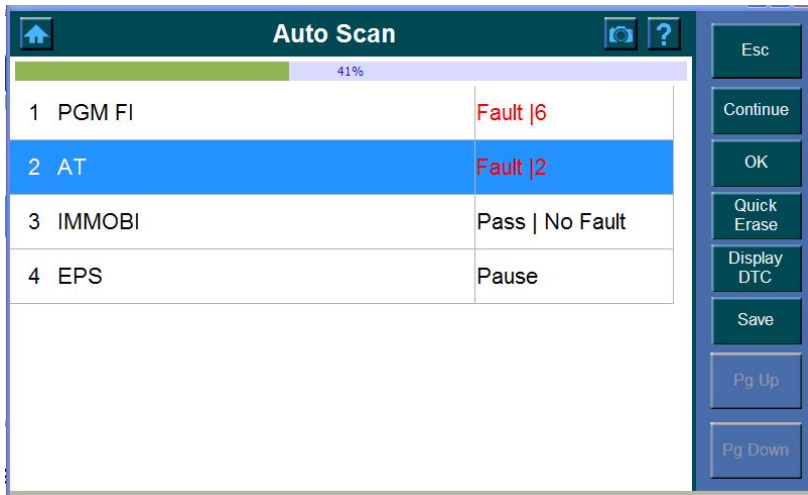 Auto Scan
?
Esc
41%
1 PGM FI Fault |6
Continue
2 AT Fault |2
OK
3 IMMOBI Pass | No Fault
Quick
Erase
4 EPS Pause
Display
DTC
Save
Pg Up
Pg Down